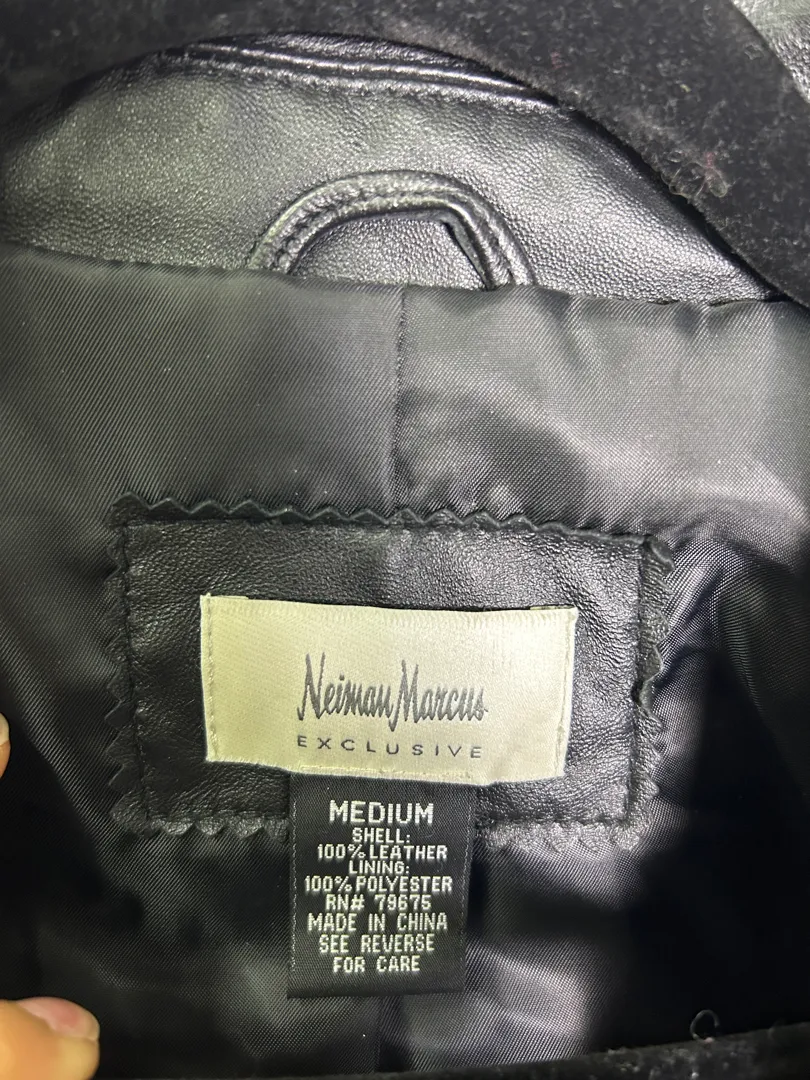 Neiman Marcus
EXCLUSIVE
MEDIUM
SHELL:
100% LEATHER
LINING:
100% POLYESTER
RN# 79675
MADE IN CHINA
SEE REVERSE
FOR CARE